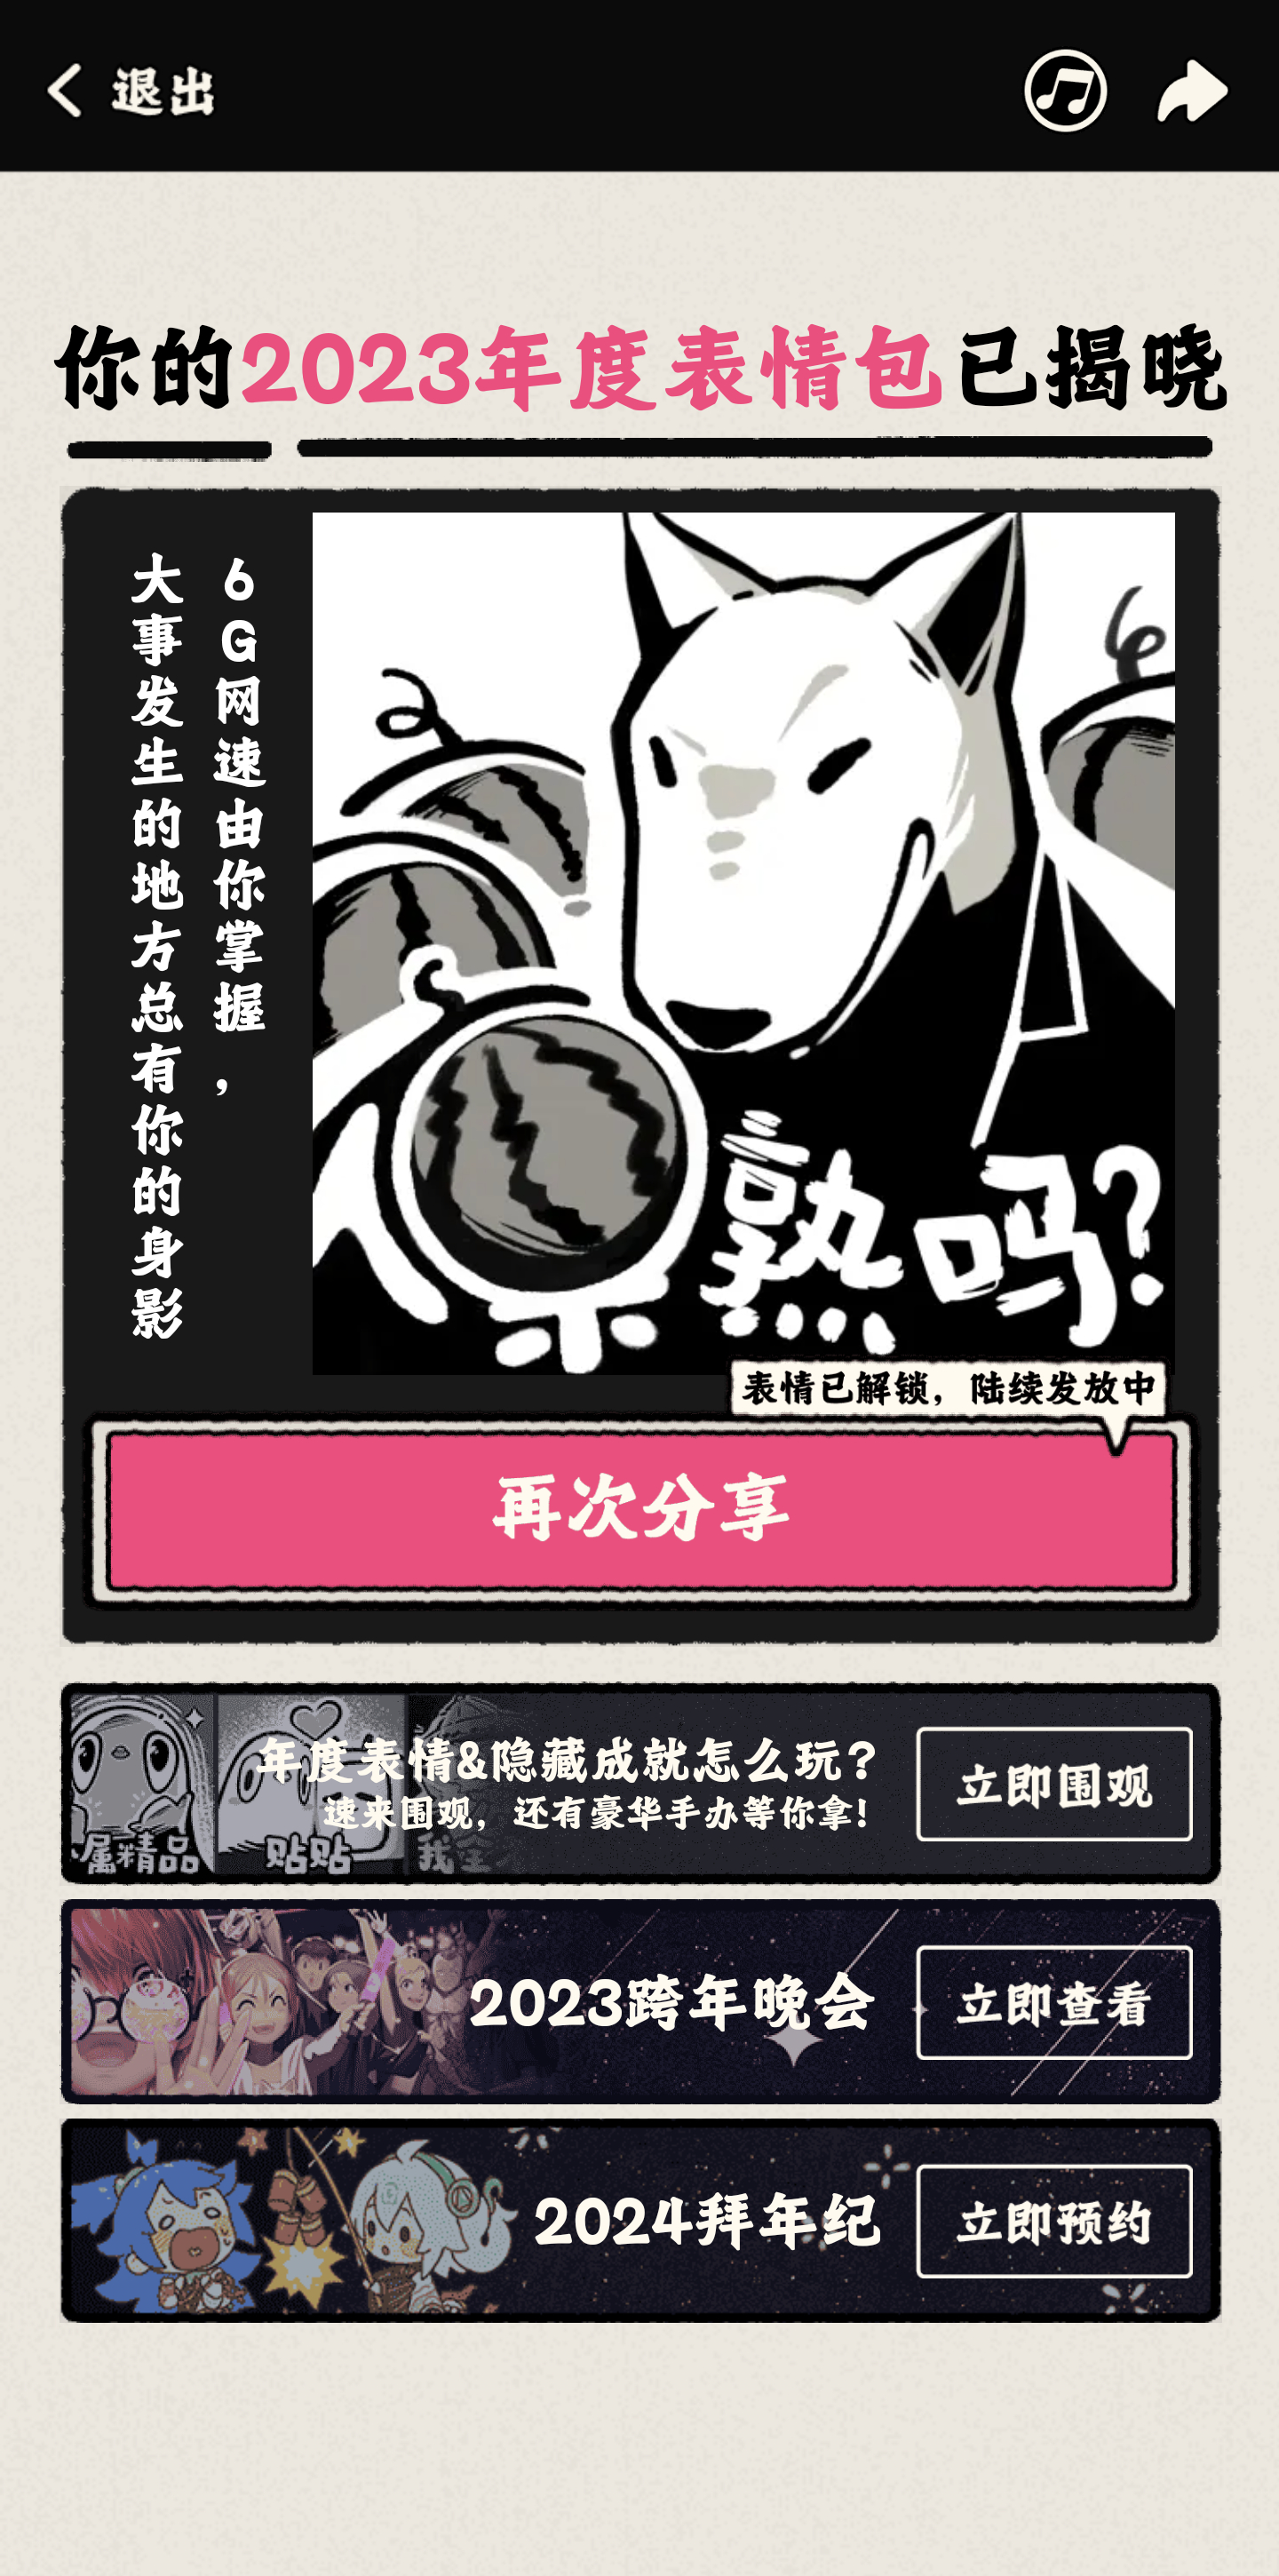 退出
你的2023年度表情包已揭晓
6G网速由你掌握，
大事发生的地方总有你的身影
保熟吗?
表情已解锁，陆续发放中
再次分享
属精品
贴贴
年度表情&隐藏成就怎么玩？
速来围观，还有豪华手办等你拿!
立即围观
2023跨年晚会
立即查看
2024拜年纪
立即预约